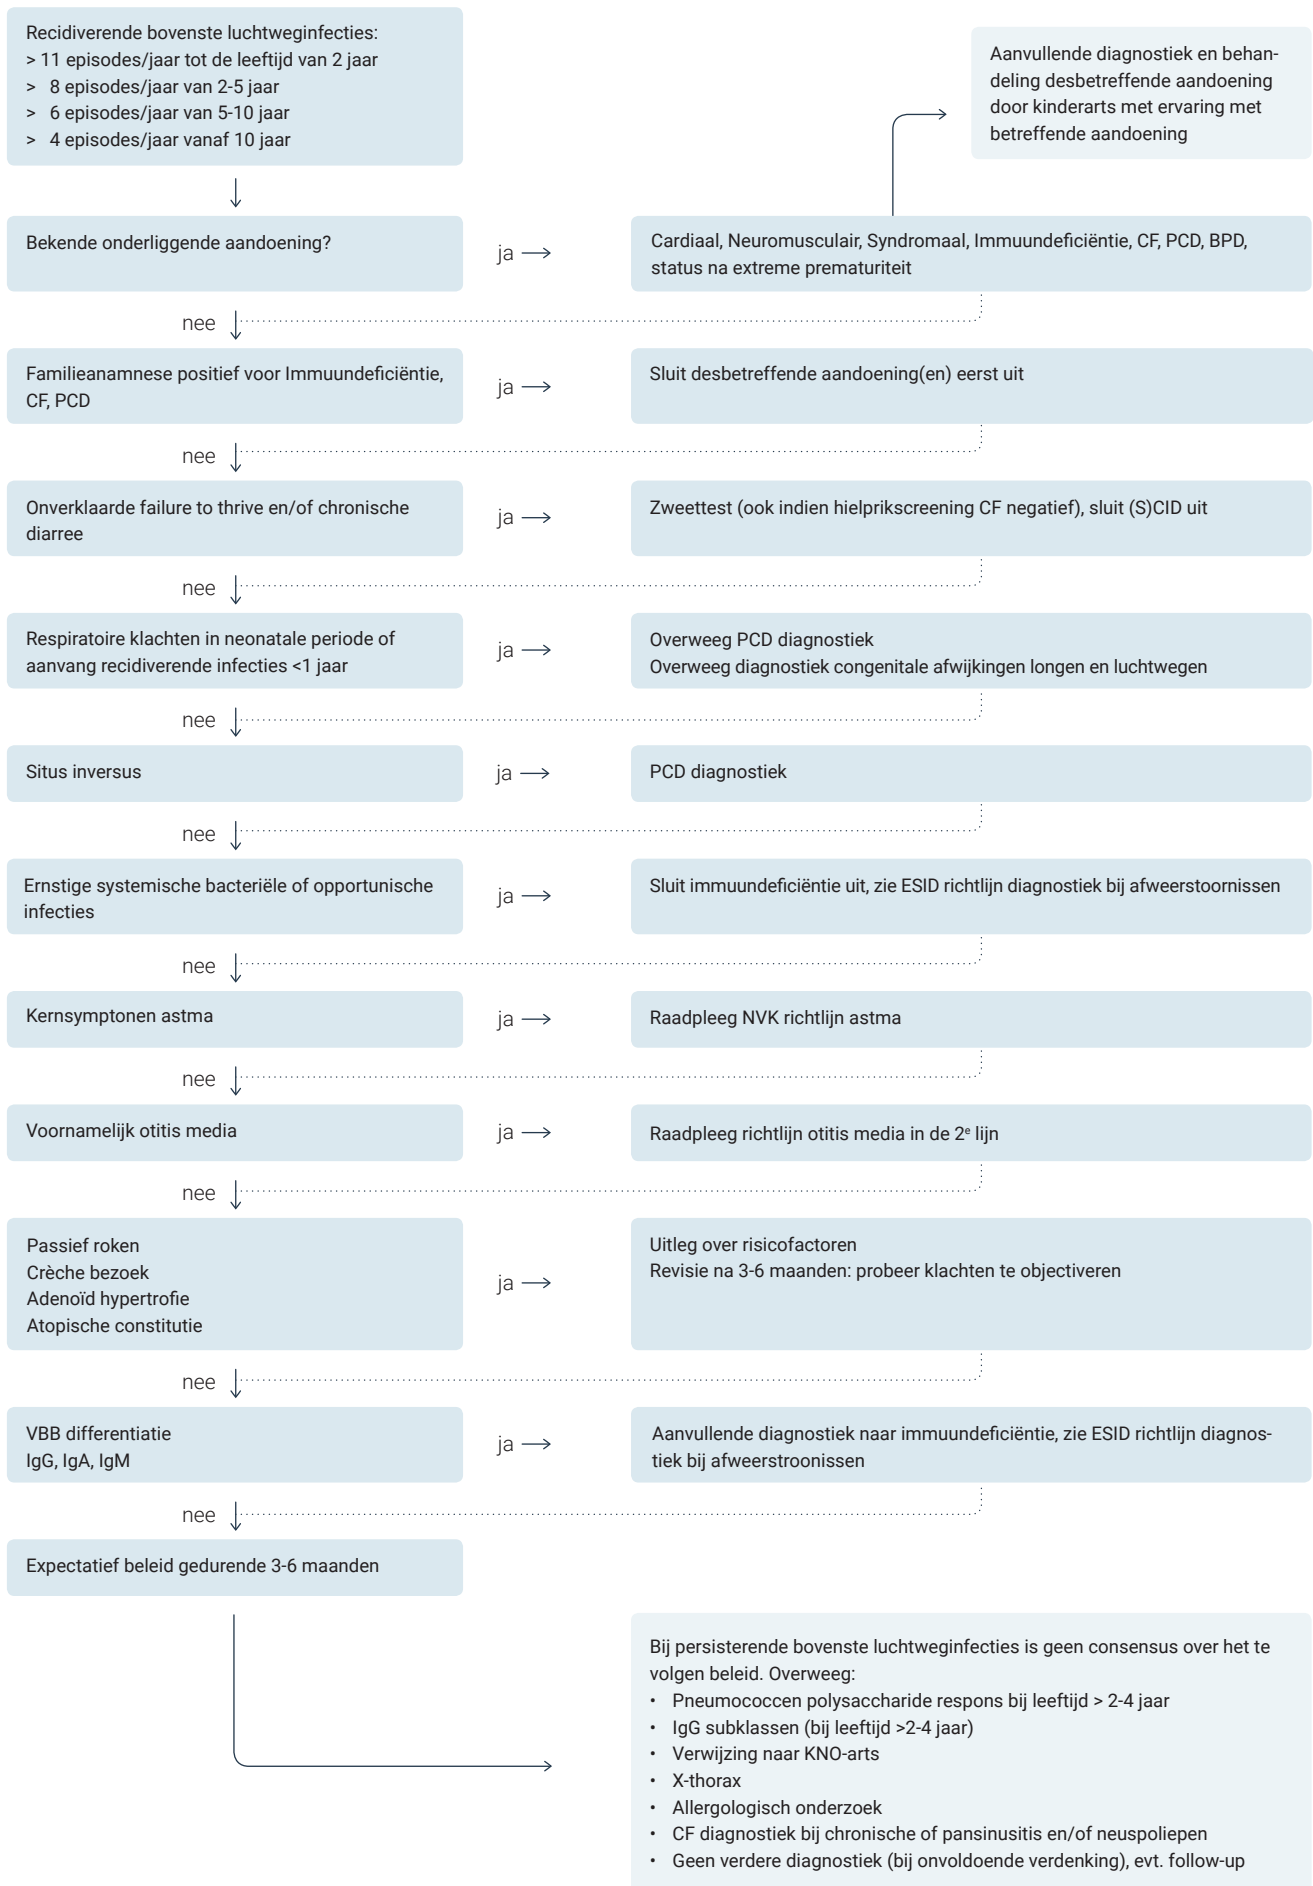 Recidiverende bovenste luchtweginfecties:
> 11 episodes/jaar tot de leeftijd van 2 jaar
> 8 episodes/jaar van 2-5 jaar
> 6 episodes/jaar van 5-10 jaar
> 4 episodes/jaar vanaf 10 jaar
Aanvullende diagnostiek en behan-
deling desbetreffende aandoening
door kinderarts met ervaring met
betreffende aandoening
Bekende onderliggende aandoening?
ja
Cardiaal, Neuromusculair, Syndromaal, Immuundeficiëntie, CF, PCD, BPD,
status na extreme prematuriteit
nee
Familieanamnese positief voor Immuundeficiëntie,
CF, PCD
ja
Sluit desbetreffende aandoening(en) eerst uit
nee
Onverklaarde failure to thrive en/of chronische
diarree
ja
Zweettest (ook indien hielprikscreening CF negatief), sluit (S)CID uit
nee
Respiratoire klachten in neonatale periode of
aanvang recidiverende infecties <1 jaar
ja
Overweeg PCD diagnostiek
Overweeg diagnostiek congenitale afwijkingen longen en luchtwegen
nee
Situs inversus
ja
PCD diagnostiek
nee
Ernstige systemische bacteriële of opportunische
infecties
ja
Sluit immuundeficiëntie uit, zie ESID richtlijn diagnostiek bij afweerstoornissen
nee
Kernsymptonen astma
ja
Raadpleeg NVK richtlijn astma
nee
Voornamelijk otitis media
ja
Raadpleeg richtlijn otitis media in de 2e lijn
nee
Passief roken
Crèche bezoek
Adenoïd hypertrofie
Atopische constitutie
ja
Uitleg over risicofactoren
Revisie na 3-6 maanden: probeer klachten te objectiveren
nee
VBB differentiatie
IgG, IgA, IgM
ja
Aanvullende diagnostiek naar immuundeficiëntie, zie ESID richtlijn diagnos-
tiek bij afweerstroonissen
nee
Expectatief beleid gedurende 3-6 maanden
Bij persisterende bovenste luchtweginfecties is geen consensus over het te
volgen beleid. Overweeg:
• Pneumococcen polysaccharide respons bij leeftijd > 2-4 jaar
• IgG subklassen (bij leeftijd >2-4 jaar)
• Verwijzing naar KNO-arts
• X-thorax
• Allergologisch onderzoek
• CF diagnostiek bij chronische of pansinusitis en/of neuspoliepen
• Geen verdere diagnostiek (bij onvoldoende verdenking), evt. follow-up